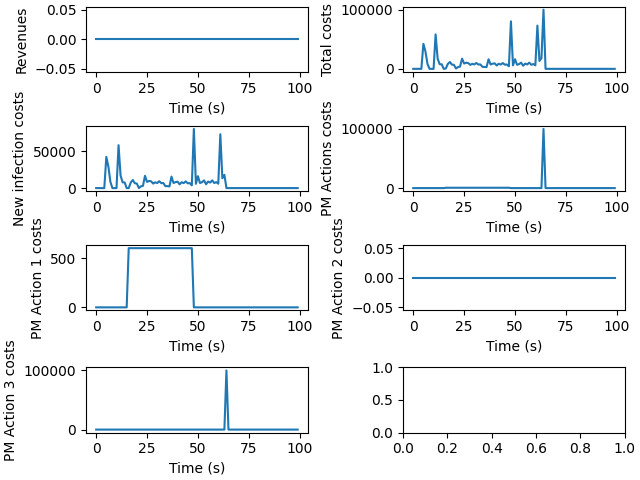 Revenues
0.05
0.00
−0.05
0 25 50 75 100
Time (s)
Total costs
100000
0
0 25 50 75 100
Time (s)
New infection costs
50000
0
0 25 50 75 100
Time (s)
PM Actions costs
100000
0
0 25 50 75 100
Time (s)
PM Action 1 costs
500
0
0 25 50 75 100
Time (s)
PM Action 2 costs
0.05
0.00
−0.05
0 25 50 75 100
Time (s)
PM Action 3 costs
100000
0
0 25 50 75 100
Time (s)
1.0
0.5
0.0
0.0 0.2 0.4 0.6 0.8 1.0